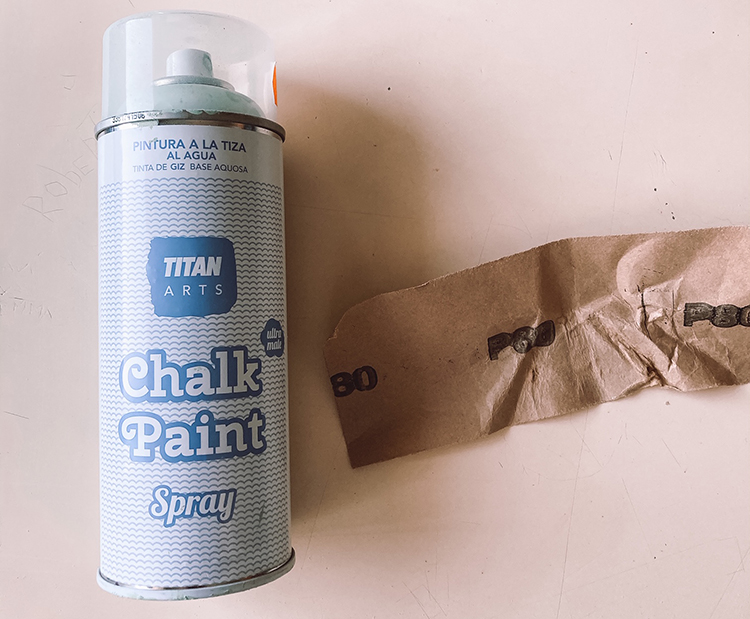 PINTURA A LA TIZA
AL AGUA
TINTA DE GIZ BASE AQUOSA
TITAN
ARTS
ultra
mate
Chalk
Paint
Spray
80
P80
P80